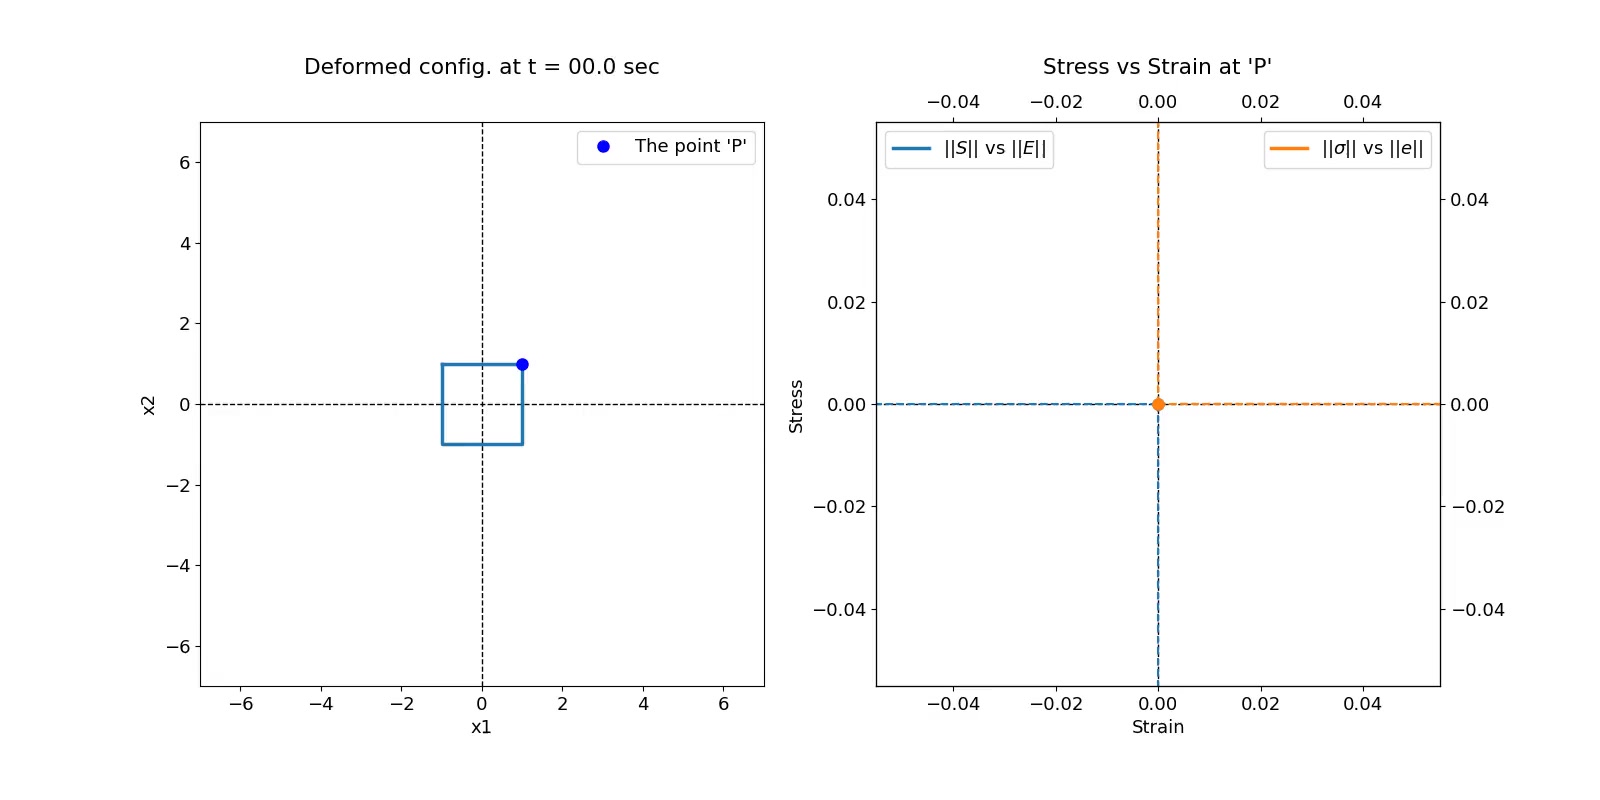 Deformed config. at t = 00.0 sec
The point 'P'
6
4
2
0
−2
−4
−6
x2
−6 −4 −2 0 2 4 6
x1
Stress vs Strain at 'P'
−0.04 −0.02 0.00 0.02 0.04
||S|| vs ||E||
||σ|| vs ||e||
0.04 0.04
0.02 0.02
0.00 0.00
−0.02 −0.02
−0.04 −0.04
Stress
−0.04 −0.02 0.00 0.02 0.04
Strain